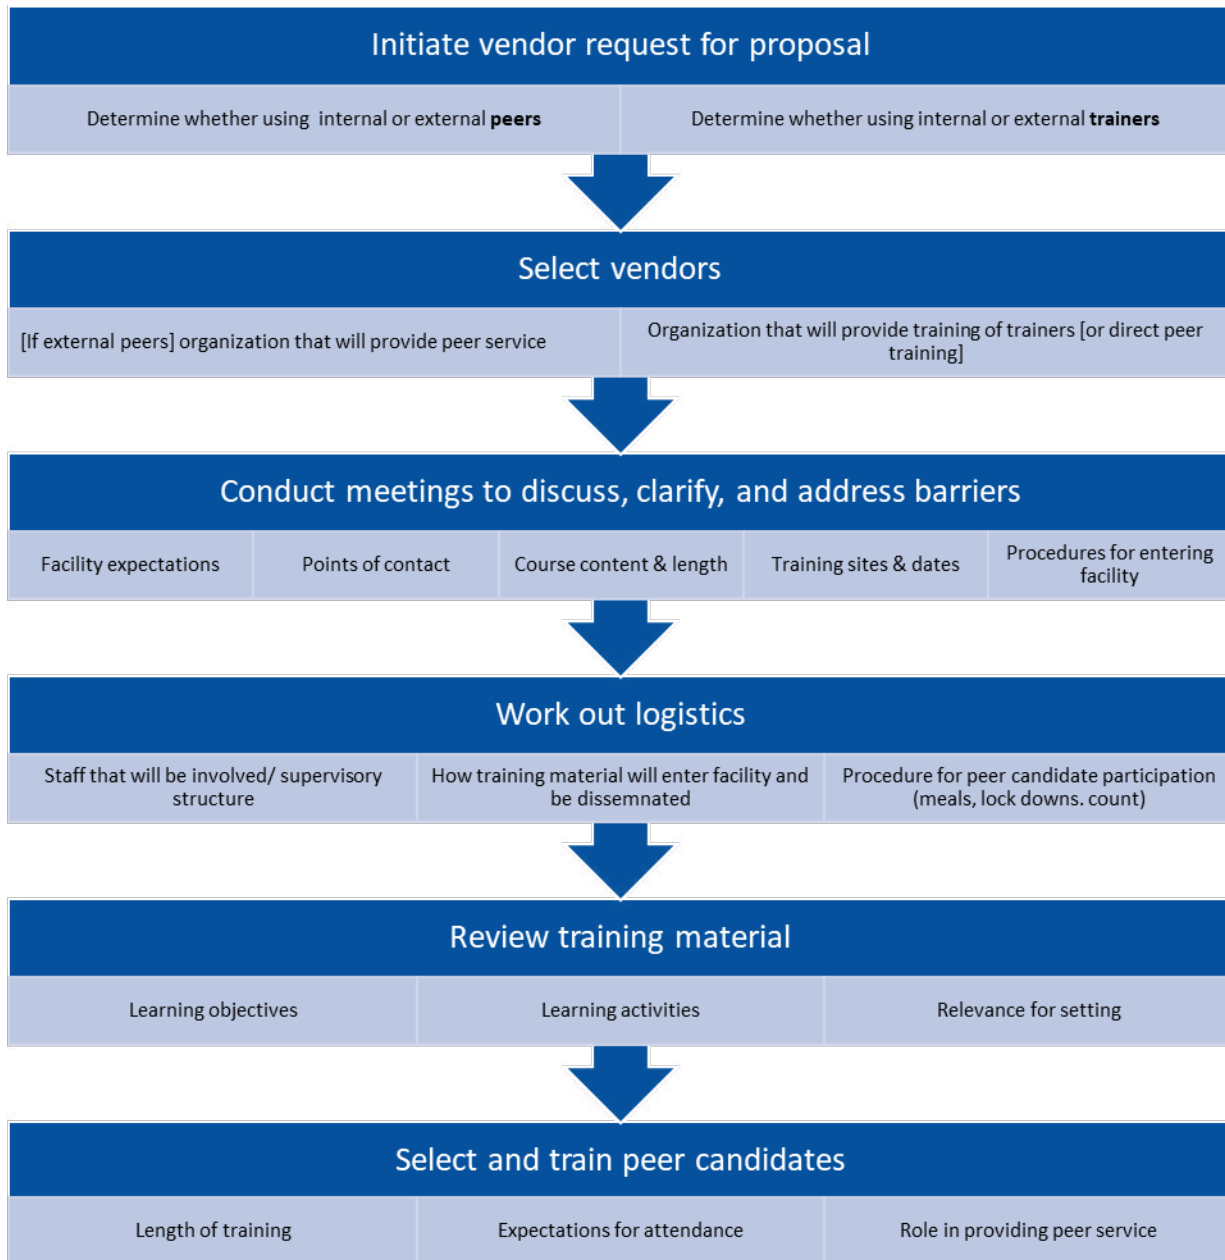 Initiate vendor request for proposal
Determine whether using  internal or external peers
Determine whether using internal or external trainers
Select vendors
[If external peers] organization that will provide peer service
Organization that will provide training of trainers [or direct peer
training]
Conduct meetings to discuss, clarify, and address barriers
Facility expectations
Points of contact
Course content & length
Training sites & dates
Procedures for entering
facility
Work out logistics
Staff that will be involved/ supervisory
structure
How training material will enter facility and
be dissemnated
Procedure for peer candidate participation
(meals, lock downs. count)
Review training material
Learning objectives
Learning activities
Relevance for setting
Select and train peer candidates
Length of training
Expectations for attendance
Role in providing peer service